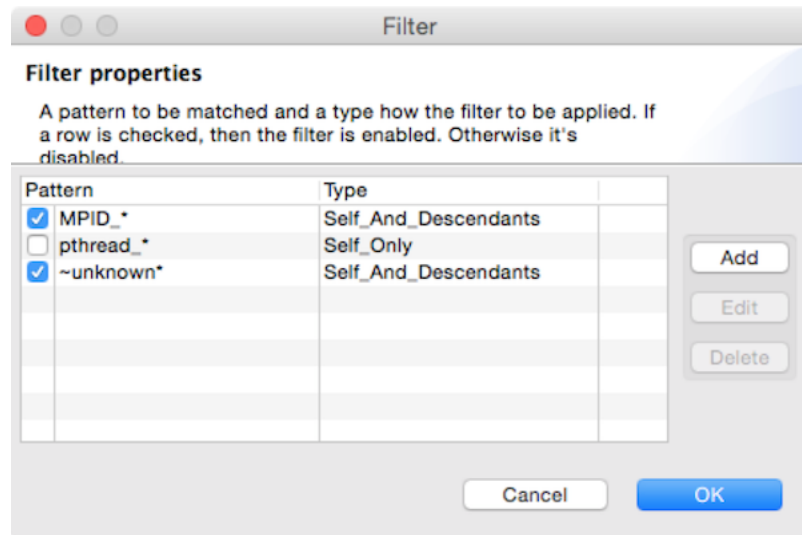 Filter
Filter properties
A pattern to be matched and a type how the filter to be applied. If
a row is checked, then the filter is enabled. Otherwise it's
disabled.
Pattern Type
MPID_* Self_And_Descendants
pthread_* Self_Only
~unknown* Self_And_Descendants
Add
Edit
Delete
Cancel OK